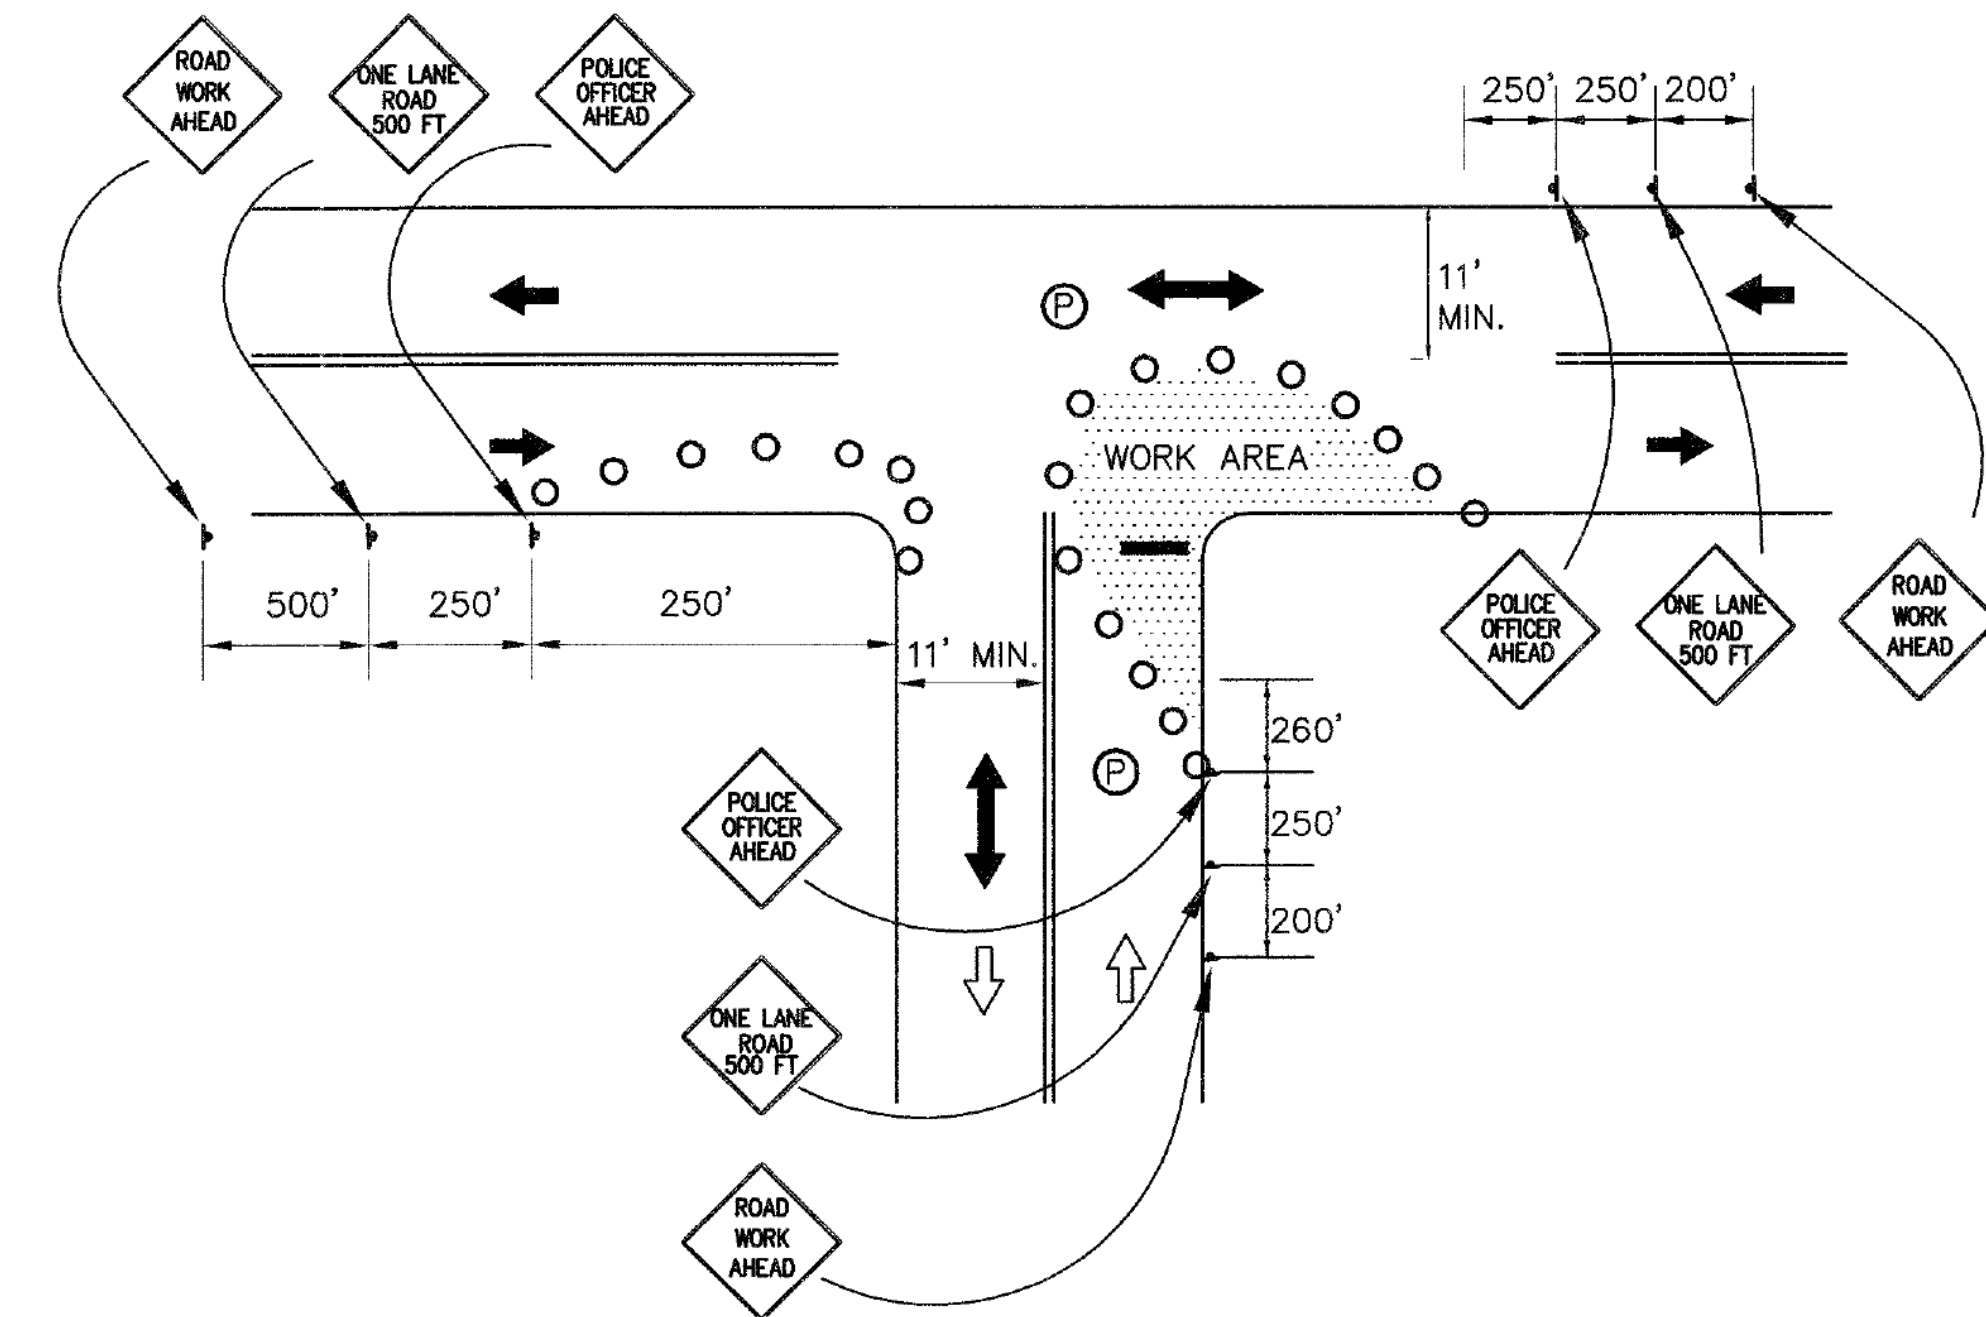 ROAD
WORK
AHEAD
ONE LANE
ROAD
500 FT
POLICE
OFFICER
AHEAD
250' 250' 200'
P
11'
MIN.
WORK AREA
500' 250' 250'
11' MIN.
POLICE
OFFICER
AHEAD
ONE LANE
ROAD
500 FT
ROAD
WORK
AHEAD
260'
P
250'
200'
POLICE
OFFICER
AHEAD
ONE LANE
ROAD
500 FT
ROAD
WORK
AHEAD